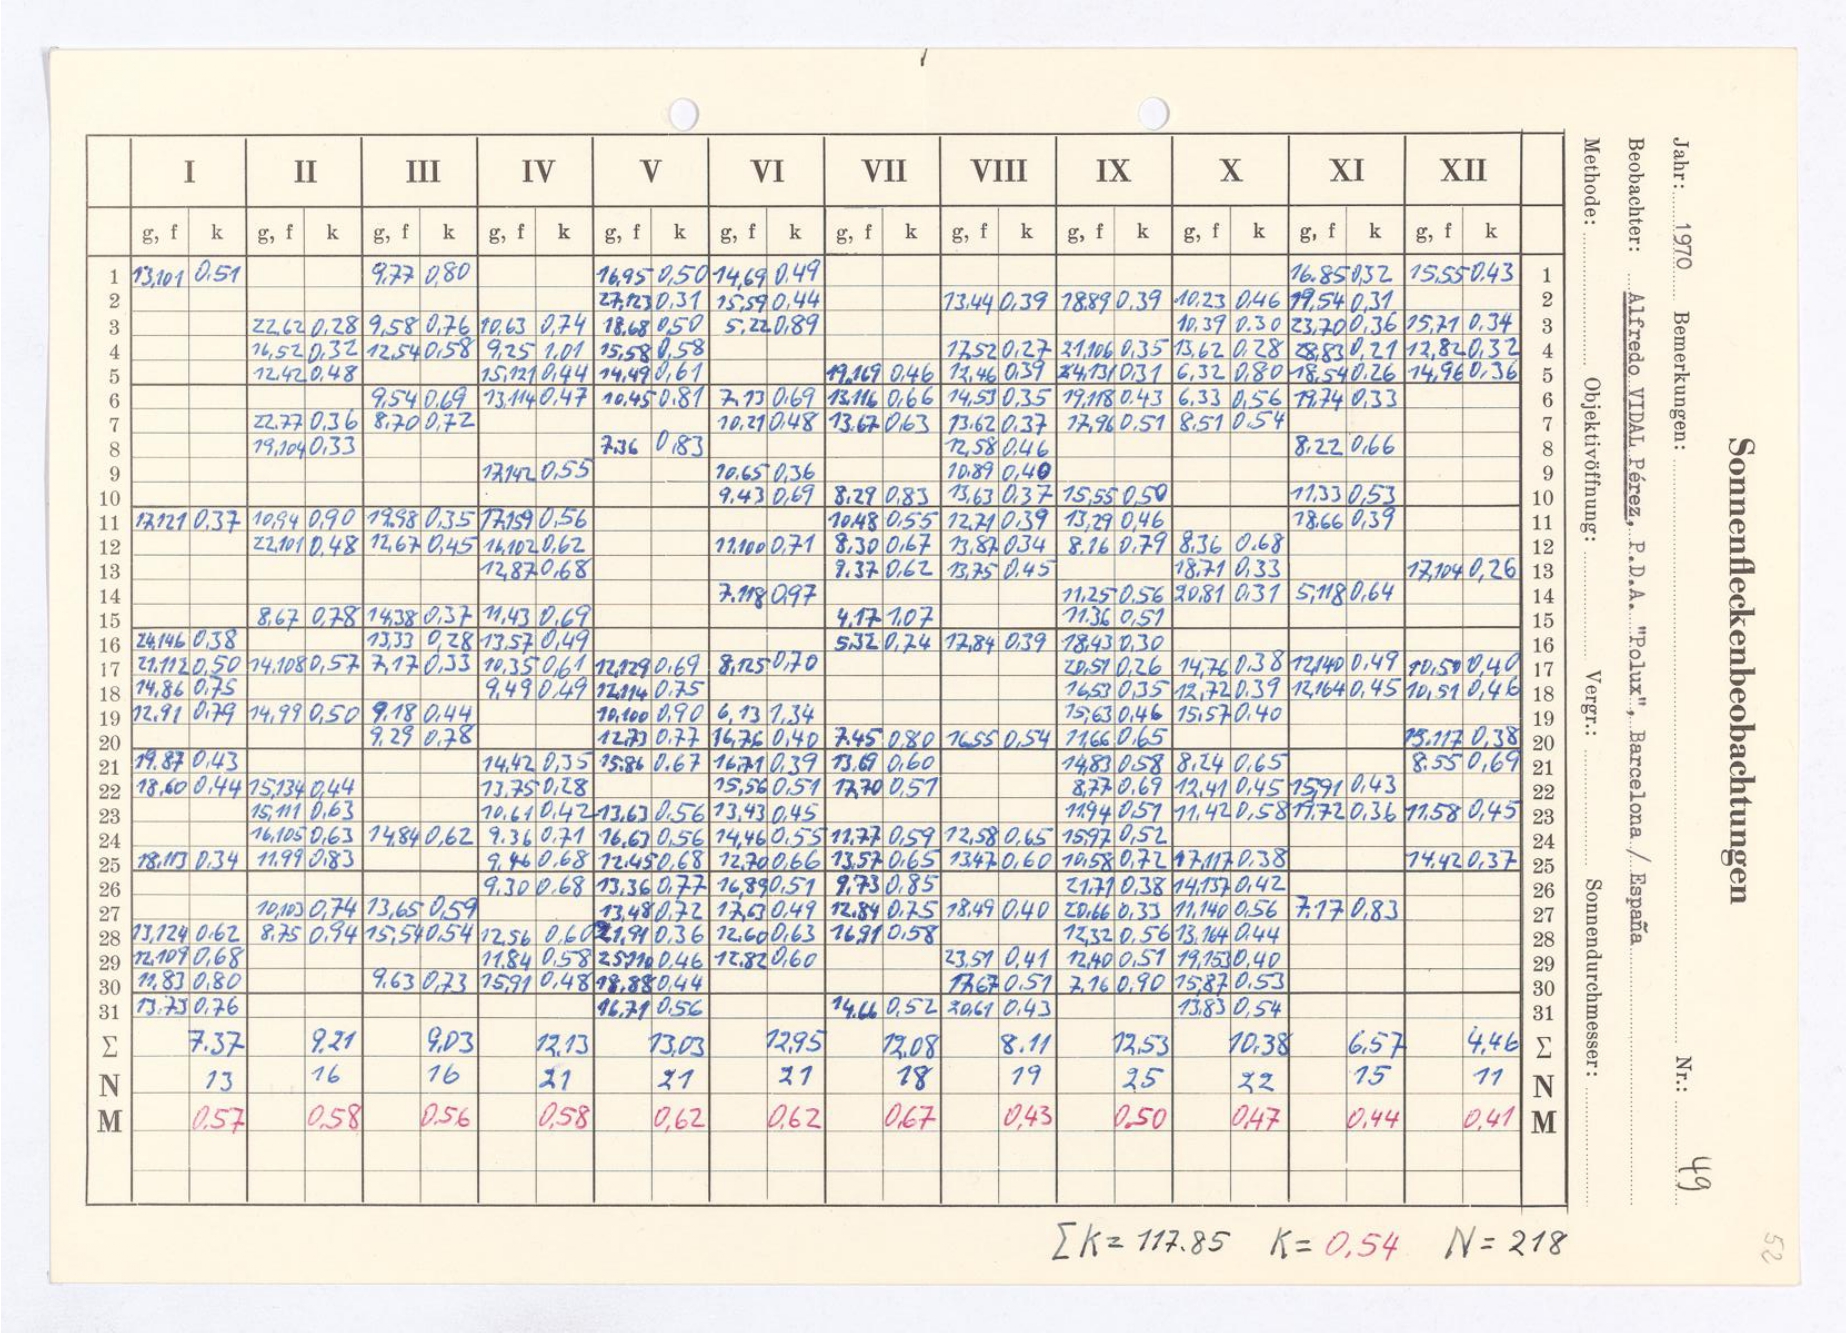 Sonnenfleckenbeobachtungen
Jahr: 1970 Bemerkungen: Nr.: 49
Beobachter: Alfredo VIDAL Pérez, P.D.A. "Polux", Barcelona / España
Methode: Objektivöffnung: Vergr.: Sonnendurchmesser:
I II III IV V VI VII VIII IX X XI XII
g, f k g, f k g, f k g, f k g, f k g, f k g, f k g, f k g, f k g, f k g, f k g, f k
1 13,101 0,51 9,77 0,80 16,95 0,50 14,69 0,49 16.85 0,32 15,55 0,43 1
2 27,123 0,31 15,59 0,44 13.44 0,39 18.89 0.39 10.23 0,46 19,54 0,31 2
3 22,62 0,28 9,58 0,76 10,63 0,74 18,68 0,50 5,22 0,89 10.39 0.30 23,70 0,36 15,71 0,34 3
4 16,52 0,32 12,54 0,58 9,25 1,01 15,58 0,58 17,52 0,27 21,106 0,35 13,62 0,28 28,83 0,21 12,82 0,32 4
5 12,42 0,48 15,121 0,44 14,49 0,61 19,169 0,46 12,46 0,39 24,131 0,31 6,32 0,80 18,54 0,26 14,96 0,36 5
6 9,54 0,69 13,114 0,47 10,45 0,81 7,13 0,69 13,116 0,66 14,53 0,35 19,118 0.43 6,33 0,56 19,74 0,33 6
7 22,77 0,36 8,70 0,72 10,21 0,48 13,67 0,63 13.62 0,37 17,96 0,51 8,51 0,54 7
8 19,104 0,33 7,36 0,83 12,58 0,46 8,22 0,66 8
9 17,142 0,55 10,65 0,36 10,89 0,40 9
10 9,43 0,69 8,29 0,83 13,63 0,37 15,55 0,50 11,33 0,53 10
11 17,121 0,37 10,94 0,90 19,98 0,35 17,159 0,56 10,48 0,55 12,71 0,39 13,29 0,46 18.66 0,39 11
12 22,101 0,48 12,67 0,45 16,102 0,62 11,100 0,71 8,30 0,67 13,87 0,34 8.16 0,79 8,36 0.68 12
13 12,87 0,68 9.37 0,62 13,75 0,45 18,71 0,33 17,104 0,26 13
14 7.118 0,97 11,25 0,56 20,81 0,31 5,118 0,64 14
15 8,67 0,78 14,38 0,37 11,43 0,69 4,17 1,07 11.36 0,51 15
16 24,146 0,38 13,33 0,28 13,57 0,49 5,32 0,74 17,84 0,39 18,43 0,30 16
17 21,112 0,50 14,108 0,57 7,17 0,33 10,35 0,61 12,129 0,69 8,125 0,70 20,51 0,26 14,76 0,38 12,140 0,49 10,50 0,40 17
18 14,86 0,75 9,49 0,49 12,114 0,75 16,53 0,35 12,72 0,39 12,164 0,45 10,51 0,46 18
19 12,91 0,79 14,99 0,50 9,18 0,44 10,100 0,90 6,13 1,34 15,63 0,46 15,57 0,40 19
20 9,29 0,78 12,73 0,77 16,76 0,40 7,45 0,80 16,55 0,54 11,66 0,65 15,117 0,38 20
21 19,87 0,43 14,42 0,35 15,86 0.67 16,71 0,39 13,69 0,60 14,83 0,58 8,24 0,65 8.55 0,69 21
22 18,60 0,44 15,134 0,44 13,75 0,28 15,56 0,51 17,70 0,51 8,77 0,69 12,41 0,45 15,91 0,43 22
23 15,111 0,63 10,61 0,42 13,63 0,56 13,43 0,45 11,94 0,51 11,42 0,58 17,72 0,36 11,58 0,45 23
24 16,105 0,63 14,84 0,62 9.36 0,71 16,63 0,56 14,46 0,55 11,77 0,59 12,58 0,65 15,97 0,52 24
25 18,113 0,34 11,99 0,83 9,46 0,68 12,45 0,68 12,70 0,66 13,57 0,65 13,47 0,60 10,58 0,72 17,117 0,38 14,42 0,37 25
26 9,30 0,68 13,36 0,77 16,89 0,51 9,73 0,85 21,71 0,38 14,137 0,42 26
27 10,103 0,74 13,65 0,59 13,48 0,72 17,63 0,49 12,84 0,75 18,49 0,40 20,66 0,33 11,140 0,56 7.17 0,83 27
28 13,124 0.62 8,75 0,94 15,54 0,54 12,56 0,60 21,91 0,36 12.60 0,63 16,91 0,58 12,32 0,56 13,164 0,44 28
29 12,109 0,68 11,84 0,58 25,110 0,46 12,82 0,60 23,51 0,41 12,40 0,51 19,153 0,40 29
30 11,83 0,80 9,63 0,73 15,91 0,48 18,88 0,44 17,67 0,51 7,16 0,90 15,87 0,53 30
31 13,73 0,76 16,71 0,56 14,66 0,52 20,61 0,43 13,83 0,54 31
Σ 7.37 9,21 9,03 12,13 13,03 12,95 12,08 8.11 12,53 10,38 6,57 4,46 Σ
N 13 16 16 21 21 21 18 19 25 22 15 11 N
M 0,57 0,58 0,56 0,58 0,62 0,62 0,67 0,43 0,50 0,47 0,44 0,41 M
ΣK= 117.85 K= 0,54 N= 218
52